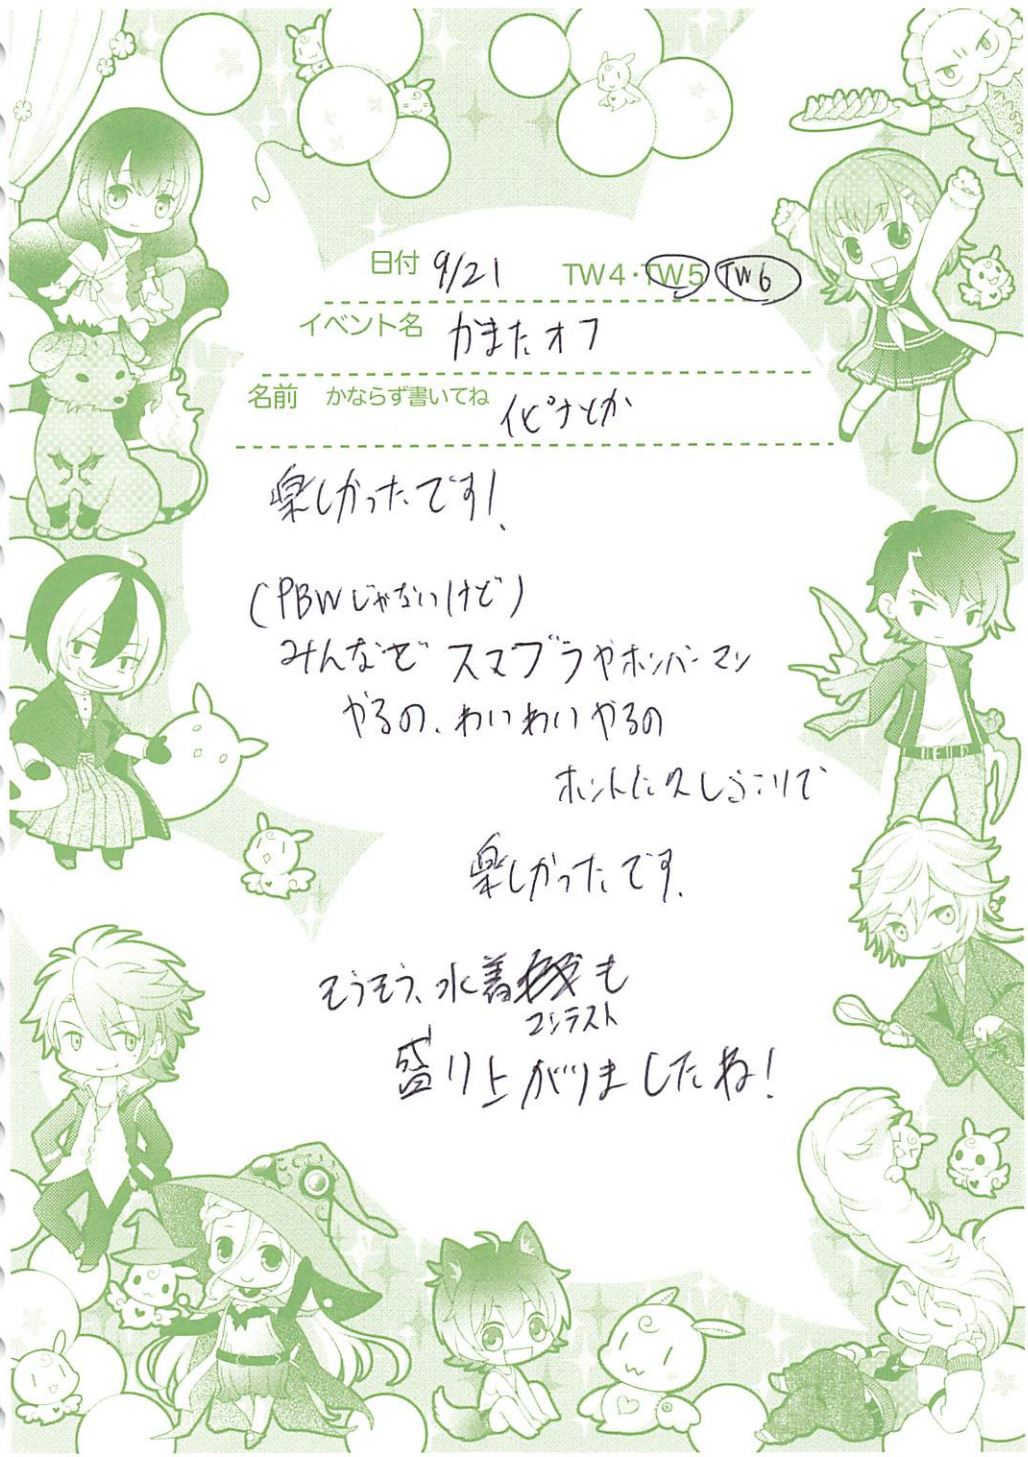 日付 9/21 TW4・TW5 TW6
イベント名 かまたオフ
名前 かならず書いてね イピナとか
楽しかったです!
(PBWじゃないけど)
みんなで スマブラやボンバーマン
やるの、わいわいやるの
ホントに久しぶりで
楽しかったです。
そうそう、水着 も
コンテスト
盛り上がりましたね!